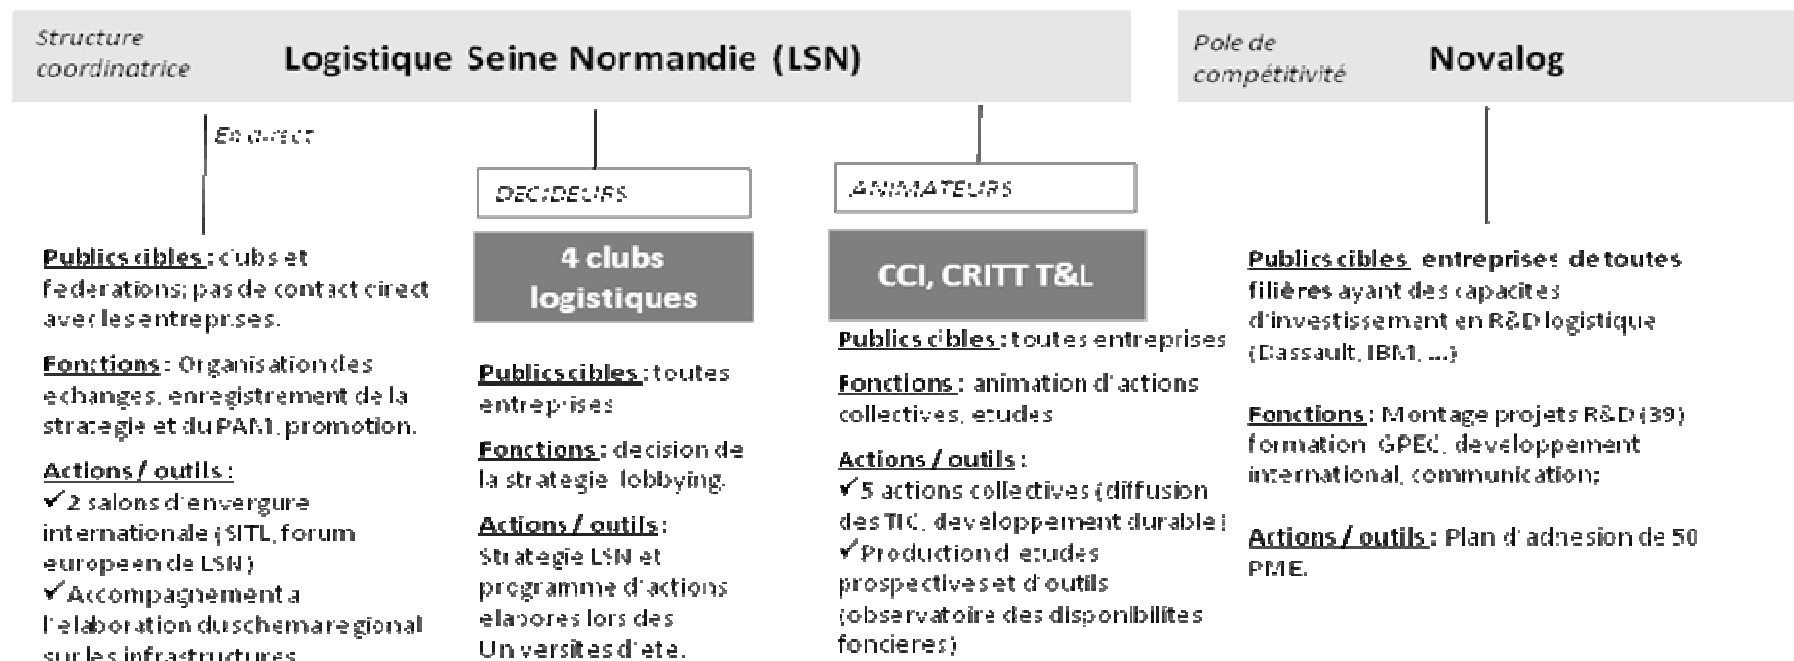 Structure
coordinatrice
Logistique Seine Normandie (LSN)
Pole de
compétitivité
Novalog
En direct
DECIDEURS
4 clubs
logistiques
ANIMATEURS
CCI, CRITT T&L
Publics cibles : clubs et
federations; pas de contact direct
avec les entreprises.
Fonctions : Organisation des
echanges, enregistrement de la
strategie et du PAM, promotion.
Actions / outils :
✓ 2 salons d'envergure
internationale (SITL, forum
europeen de LSN)
✓ Accompagnement a
l'elaboration du schema regional
sur les infrastructures
Publics cibles : toutes
entreprises
Fonctions : decision de
la strategie lobbying.
Actions / outils :
Strategie LSN et
programme d'actions
elabores lors des
Universites d'ete.
Publics cibles : toutes entreprises
Fonctions : animation d'actions
collectives, etudes
Actions / outils :
✓ 5 actions collectives (diffusion
des TIC, developpement durable)
✓ Production d etudes
prospectives et d'outils
(observatoire des disponibilites
foncieres)
Publics cibles entreprises de toutes
filières ayant des capacites
d'investissement en R&D logistique
(Dassault, IBM, ...)
Fonctions : Montage projets R&D (39)
formation GPEC, developpement
international, communication;
Actions / outils : Plan d'adhesion de 50
PME.